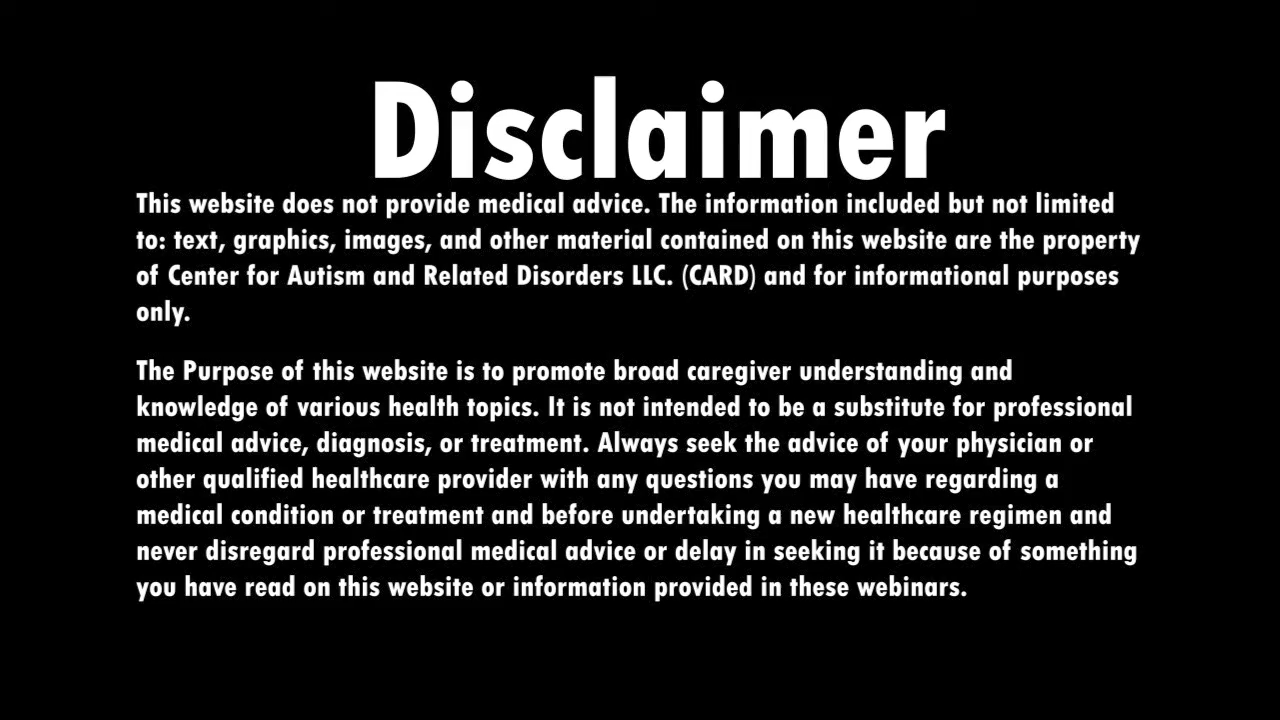 Disclaimer
This website does not provide medical advice. The information included but not limited
to: text, graphics, images, and other material contained on this website are the property
of Center for Autism and Related Disorders LLC. (CARD) and for informational purposes
only.
The Purpose of this website is to promote broad caregiver understanding and
knowledge of various health topics. It is not intended to be a substitute for professional
medical advice, diagnosis, or treatment. Always seek the advice of your physician or
other qualified healthcare provider with any questions you may have regarding a
medical condition or treatment and before undertaking a new healthcare regimen and
never disregard professional medical advice or delay in seeking it because of something
you have read on this website or information provided in these webinars.